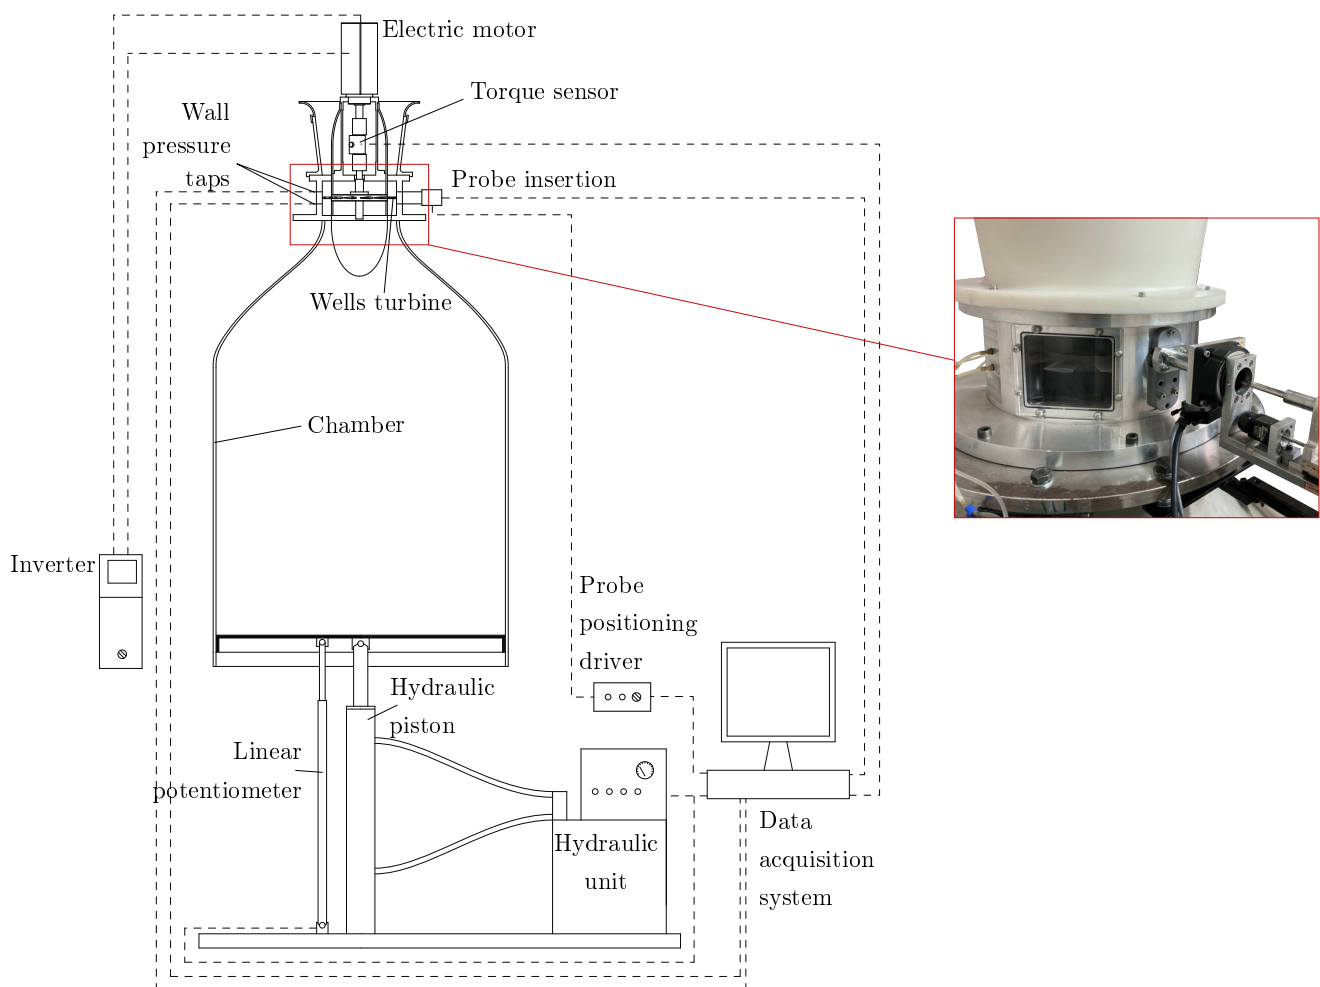 Electric motor
Torque sensor
Wall
pressure
taps
Probe insertion
Wells turbine
Chamber
Inverter
Probe
positioning
driver
Hydraulic
piston
Linear
potentiometer
Hydraulic
unit
Data
acquisition
system